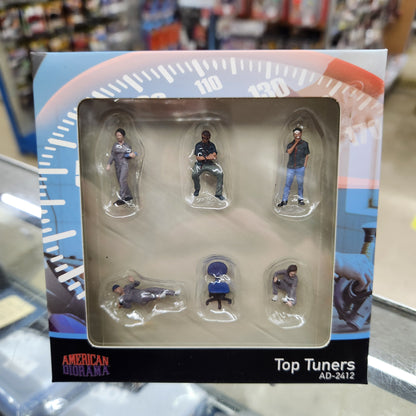 110
130
AMERICAN
DIORAMA
Top Tuners
AD-2412